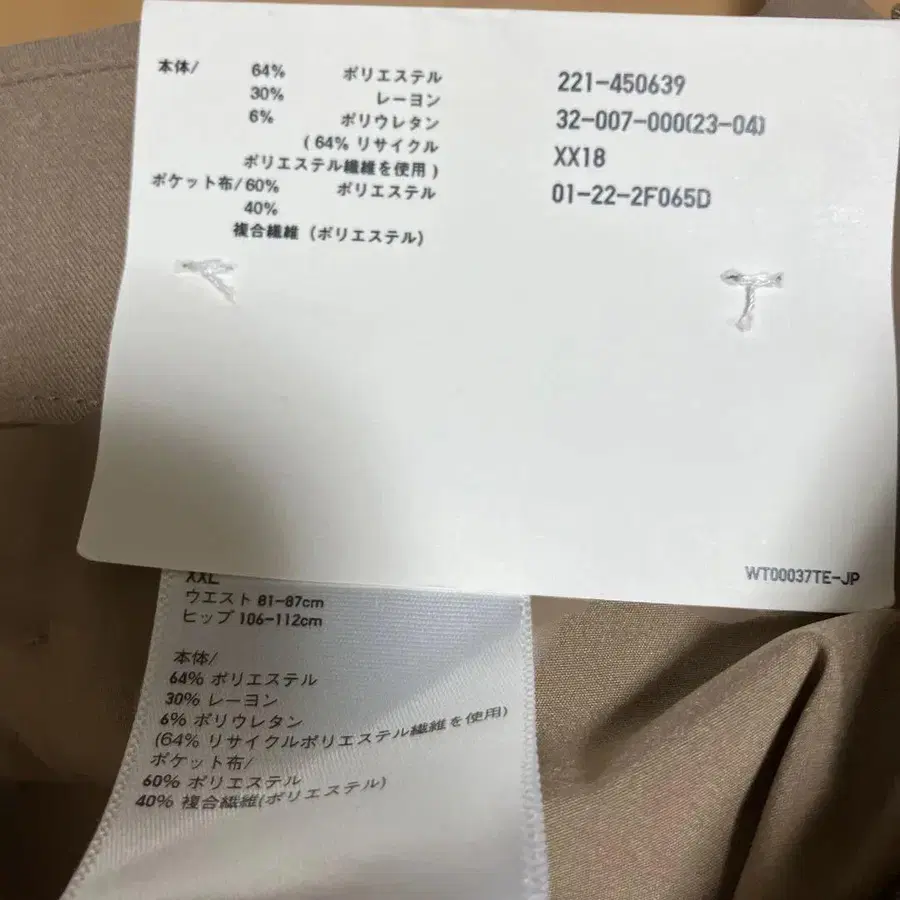 本体/ 64% ポリエステル
30% レーヨン
6% ポリウレタン
( 64% リサイクル
ポリエステル繊維を使用 )
ポケット布/ 60% ポリエステル
40%
複合繊維 (ポリエステル)
221-450639
32-007-000(23-04)
XX18
01-22-2F065D
WT00037TE-JP
XXL
ウエスト 81-87cm
ヒップ 106-112cm
本体/
64% ポリエステル
30% レーヨン
6% ポリウレタン
(64% リサイクルポリエステル繊維を使用)
ポケット布/
60% ポリエステル
40% 複合繊維(ポリエステル)